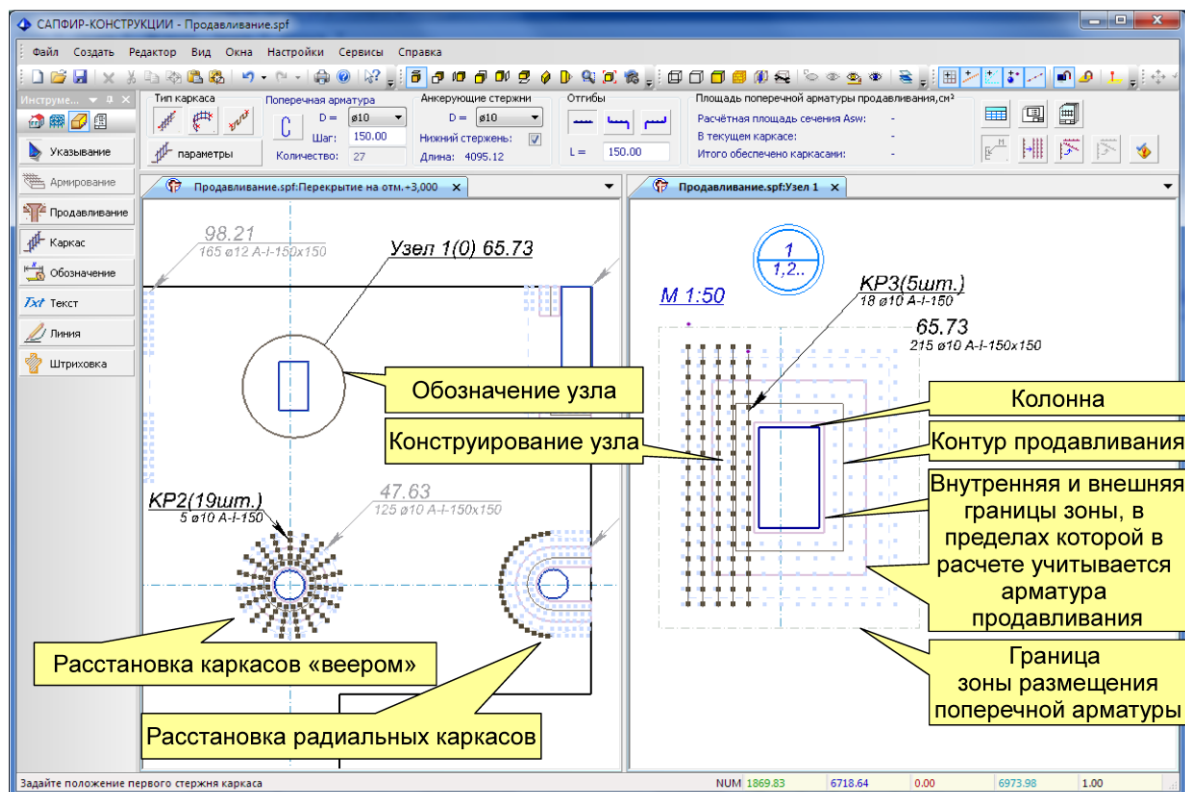 САПФИР-КОНСТРУКЦИИ - Продавливание.spf
Файл Создать Редактор Вид Окна Настройки Сервисы Справка
Инструме...
Тип каркаса
Поперечная арматура
Анкерующие стержни
Отгибы
Площадь поперечной арматуры продавливания,см²
D = ø10
D = ø10
Расчётная площадь сечения Asw: -
Шаг: 150.00
Нижний стержень:
В текущем каркасе: -
параметры
Количество: 27
Длина: 4095.12
L = 150.00
Итого обеспечено каркасами: -
Указывание
Армирование
Продавливание
Каркас
Обозначение
Txt Текст
Линия
Штриховка
Продавливание.spf:Перекрытие на отм.+3,000 x
Продавливание.spf:Узел 1 x
98.21
165 ø12 A-I-150x150
Узел 1(0) 65.73
Обозначение узла
Конструирование узла
КР2(19шт.)
5 ø10 A-I-150
47.63
125 ø10 A-I-150x150
Расстановка каркасов «веером»
Расстановка радиальных каркасов
1
1,2..
М 1:50
КР3(5шт.)
18 ø10 A-I-150
65.73
215 ø10 A-I-150x150
Колонна
Контур продавливания
Внутренняя и внешняя
границы зоны, в
пределах которой в
расчете учитывается
арматура
продавливания
Граница
зоны размещения
поперечной арматуры
Задайте положение первого стержня каркаса
NUM 1869.83 6718.64 0.00 6973.98 1.00